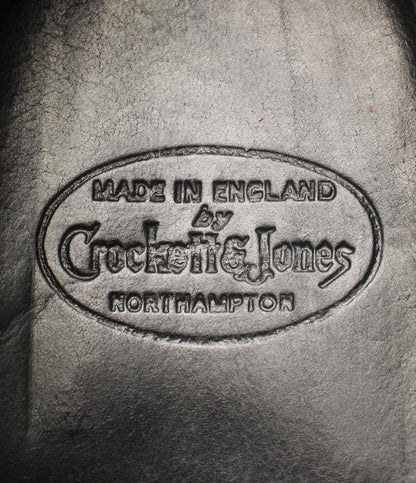 MADE IN ENGLAND
by
Crockett & Jones
NORTHAMPTON